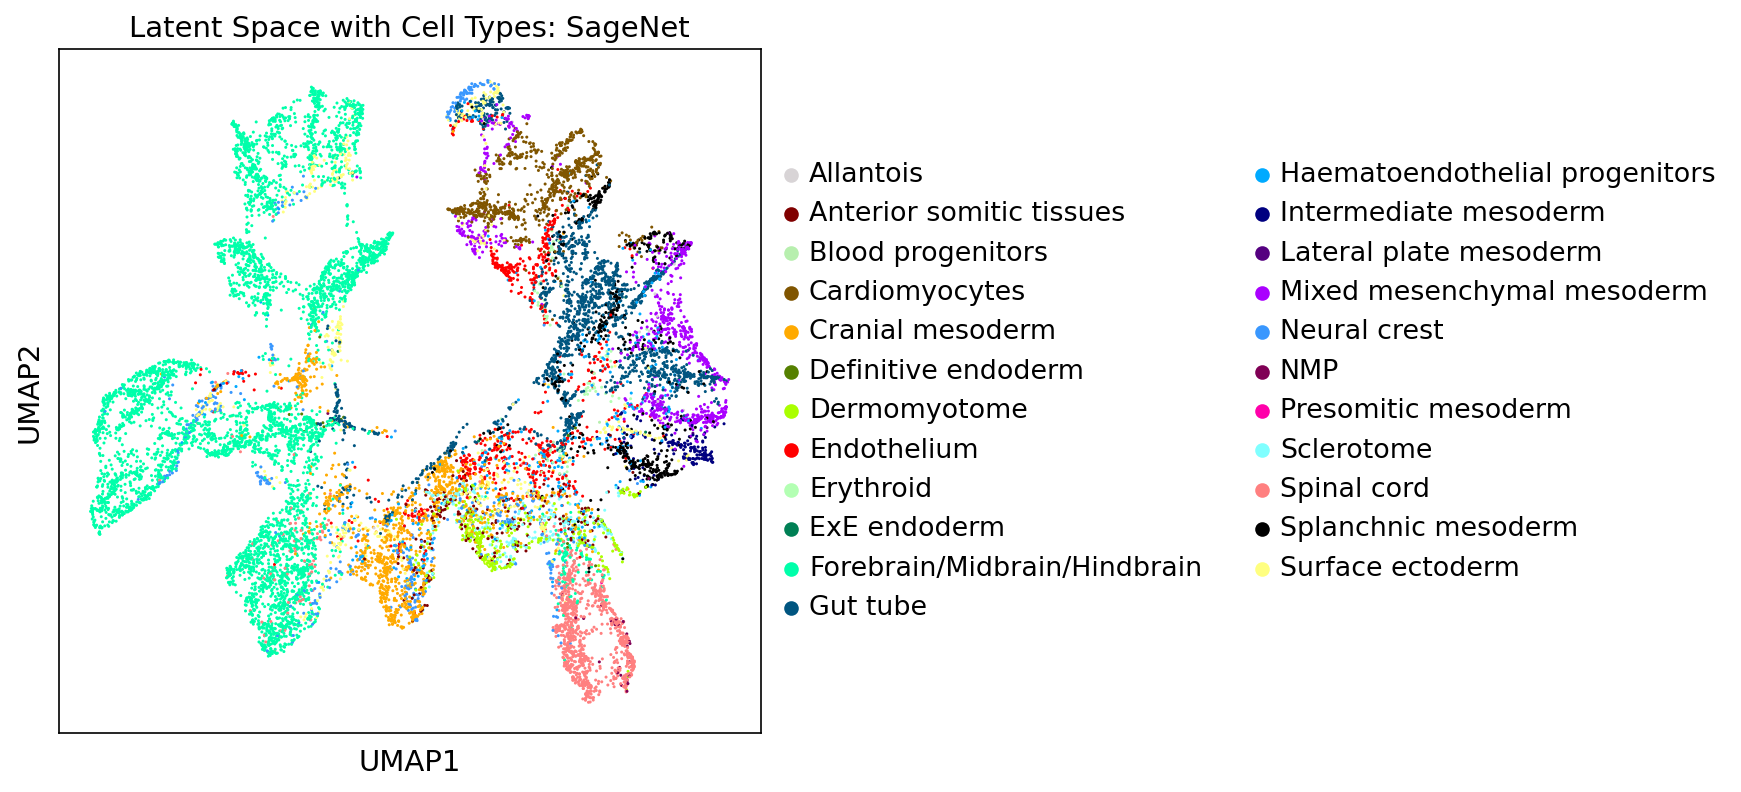 Latent Space with Cell Types: SageNet
UMAP2
UMAP1
Allantois
Anterior somitic tissues
Blood progenitors
Cardiomyocytes
Cranial mesoderm
Definitive endoderm
Dermomyotome
Endothelium
Erythroid
ExE endoderm
Forebrain/Midbrain/Hindbrain
Gut tube
Haematoendothelial progenitors
Intermediate mesoderm
Lateral plate mesoderm
Mixed mesenchymal mesoderm
Neural crest
NMP
Presomitic mesoderm
Sclerotome
Spinal cord
Splanchnic mesoderm
Surface ectoderm